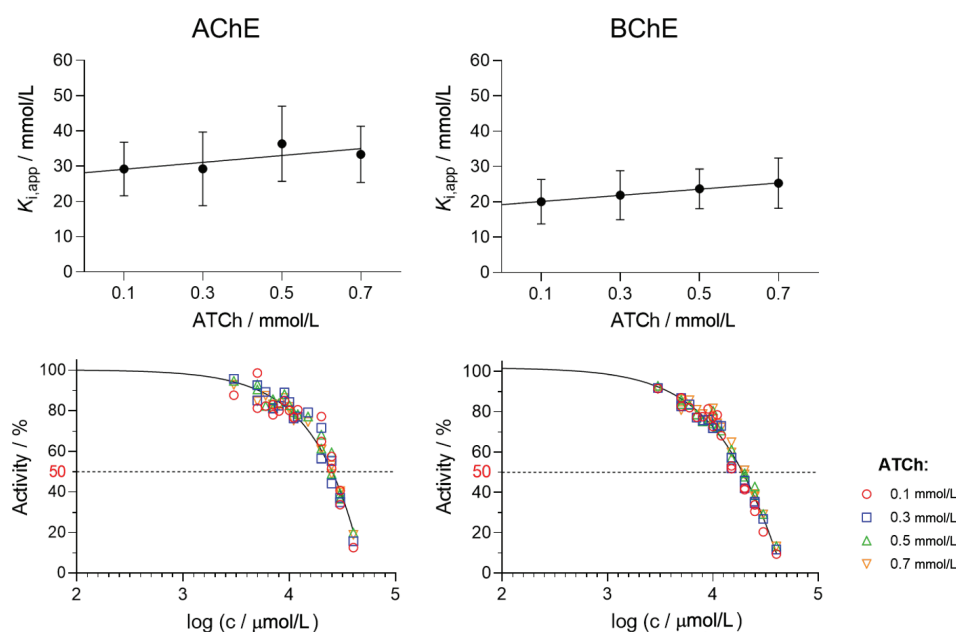 AChE
BChE
K i,app / mmol/L
60
50
40
30
20
10
0
0.1 0.3 0.5 0.7
ATCh / mmol/L
K i,app / mmol/L
60
50
40
30
20
10
0
0.1 0.3 0.5 0.7
ATCh / mmol/L
Activity / %
100
80
60
50
40
20
0
2 3 4 5
log (c / μmol/L)
Activity / %
100
80
60
50
40
20
0
2 3 4 5
log (c / μmol/L)
ATCh:
0.1 mmol/L
0.3 mmol/L
0.5 mmol/L
0.7 mmol/L